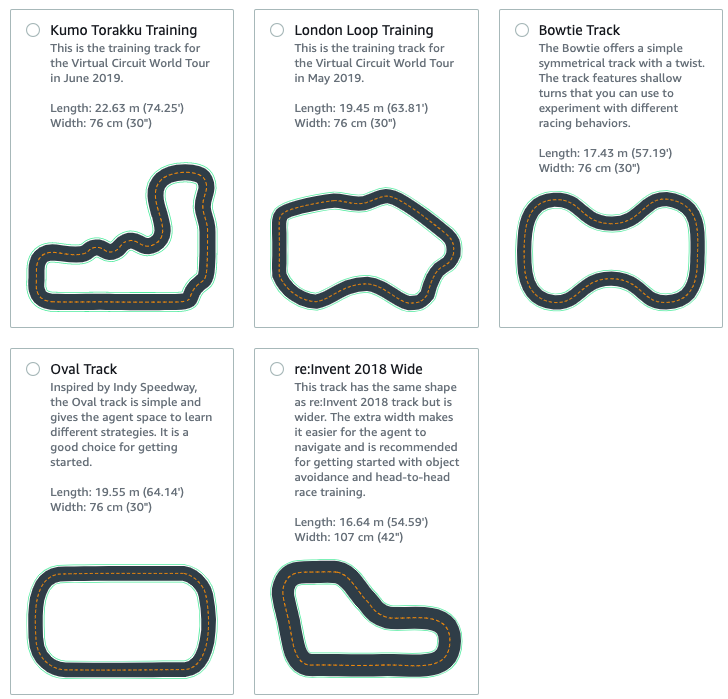 Kumo Torakku Training
This is the training track for
the Virtual Circuit World Tour
in June 2019.
Length: 22.63 m (74.25')
Width: 76 cm (30")
London Loop Training
This is the training track for
the Virtual Circuit World Tour
in May 2019.
Length: 19.45 m (63.81')
Width: 76 cm (30")
Bowtie Track
The Bowtie offers a simple
symmetrical track with a twist.
The track features shallow
turns that you can use to
experiment with different
racing behaviors.
Length: 17.43 m (57.19')
Width: 76 cm (30")
Oval Track
Inspired by Indy Speedway,
the Oval track is simple and
gives the agent space to learn
different strategies. It is a
good choice for getting
started.
Length: 19.55 m (64.14')
Width: 76 cm (30")
re:Invent 2018 Wide
This track has the same shape
as re:Invent 2018 track but is
wider. The extra width makes
it easier for the agent to
navigate and is recommended
for getting started with object
avoidance and head-to-head
race training.
Length: 16.64 m (54.59')
Width: 107 cm (42")